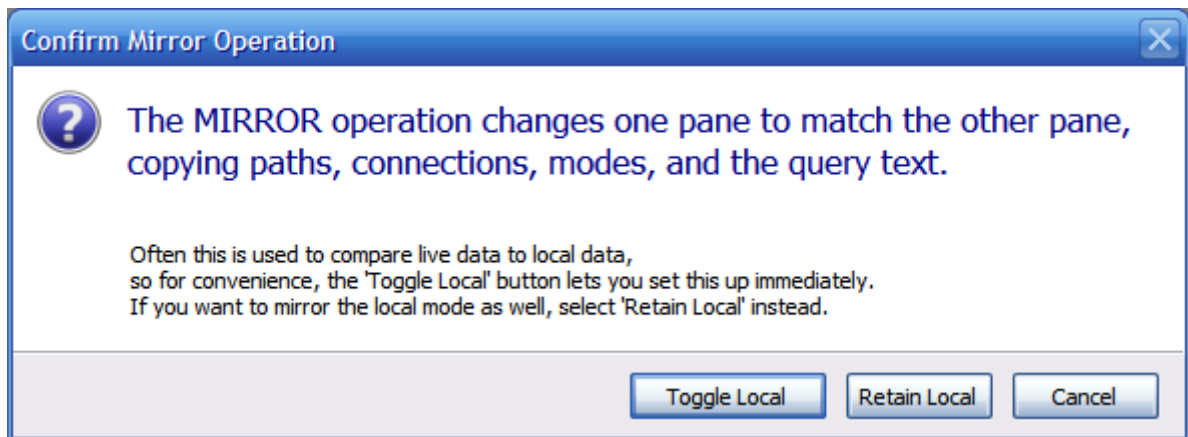 Confirm Mirror Operation
The MIRROR operation changes one pane to match the other pane,
copying paths, connections, modes, and the query text.
Often this is used to compare live data to local data,
so for convenience, the 'Toggle Local' button lets you set this up immediately.
If you want to mirror the local mode as well, select 'Retain Local' instead.
Toggle Local
Retain Local
Cancel